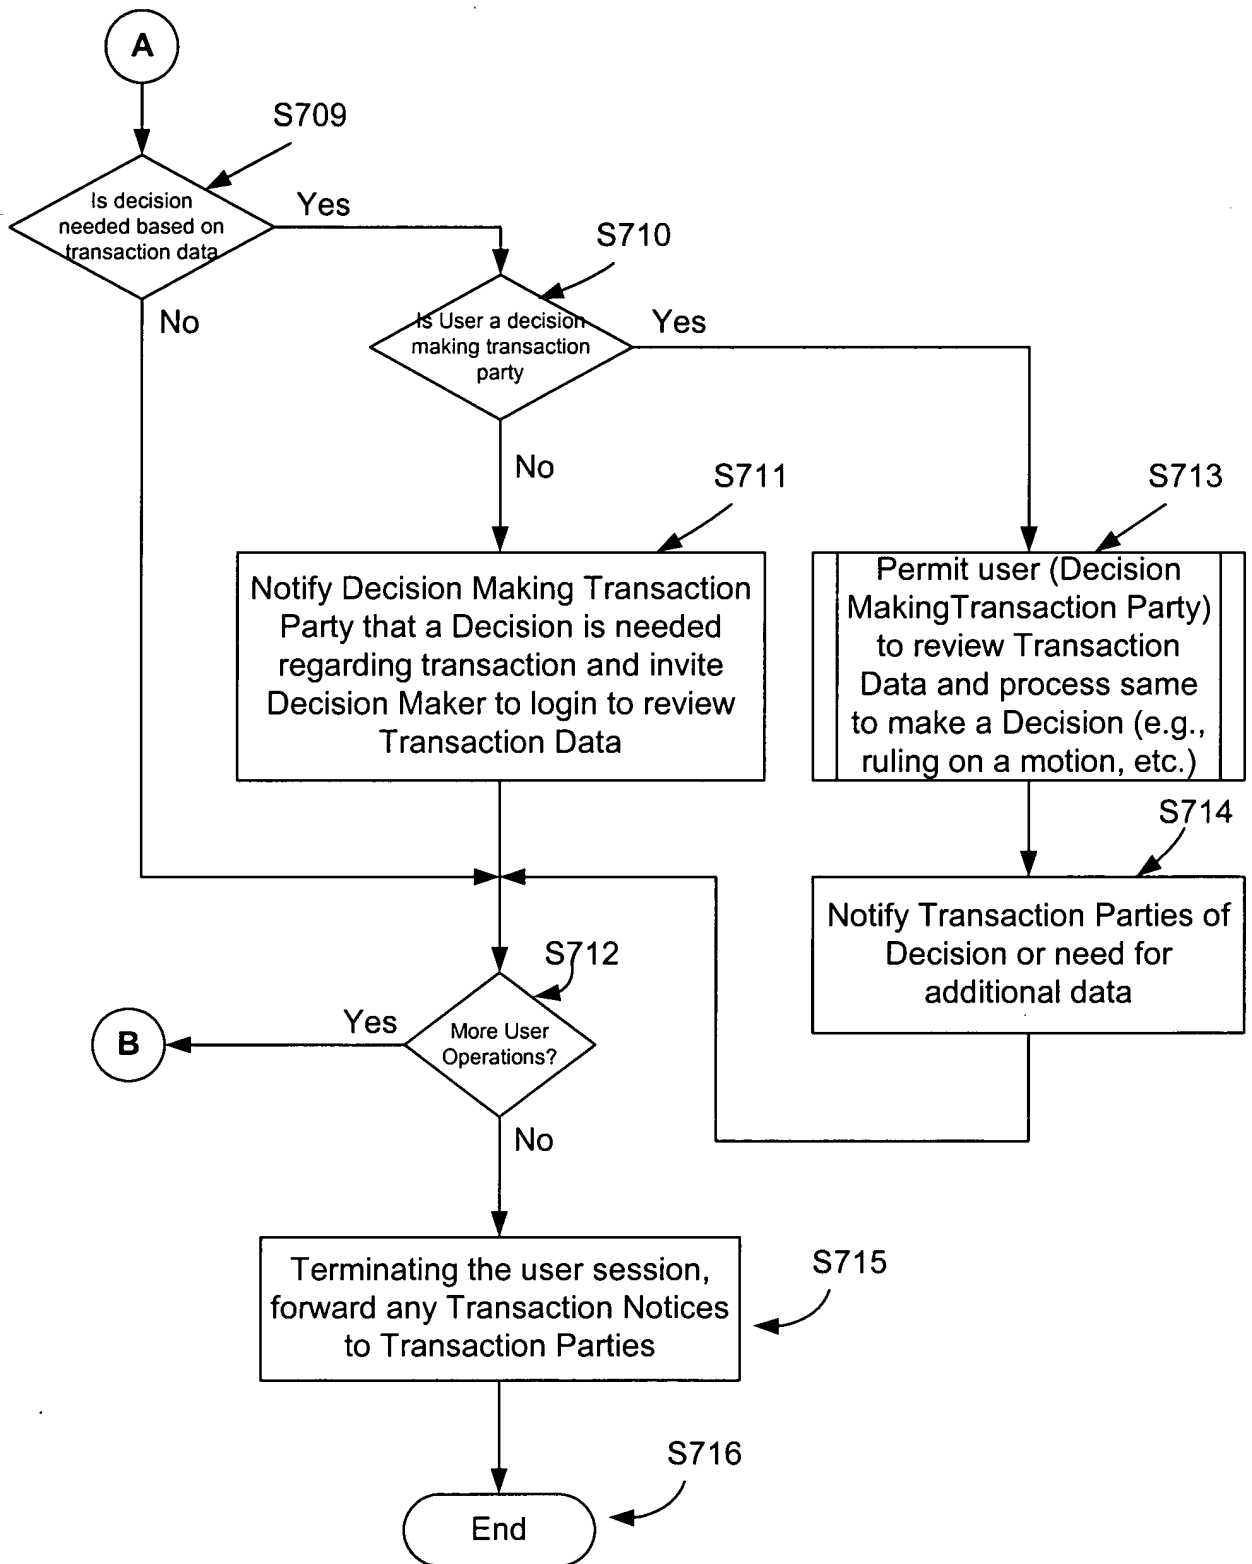 A
S709
Is decision
needed based on
transaction data
Yes
No
S710
Is User a decision
making transaction
party
Yes
No
S711
Notify Decision Making Transaction
Party that a Decision is needed
regarding transaction and invite
Decision Maker to login to review
Transaction Data
S713
Permit user (Decision
MakingTransaction Party)
to review Transaction
Data and process same
to make a Decision (e.g.,
ruling on a motion, etc.)
S714
Notify Transaction Parties of
Decision or need for
additional data
S712
More User
Operations?
Yes
B
No
Terminating the user session,
forward any Transaction Notices
to Transaction Parties
S715
S716
End